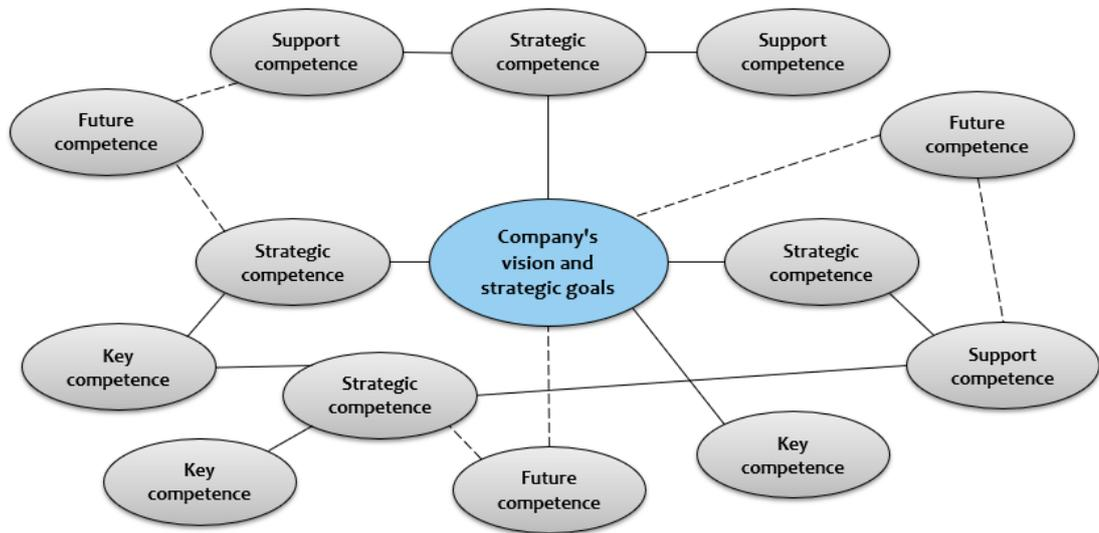 Support
competence
Strategic
competence
Support
competence
Future
competence
Future
competence
Company's
vision and
strategic goals
Strategic
competence
Strategic
competence
Key
competence
Strategic
competence
Support
competence
Key
competence
Key
competence
Future
competence